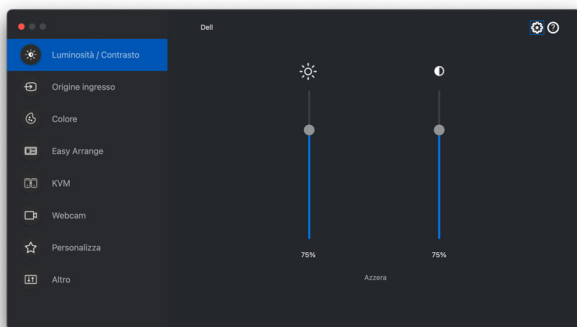 Dell
Luminosità / Contrasto
Origine ingresso
Colore
Easy Arrange
KVM
Webcam
Personalizza
Altro
75%
75%
Azzera